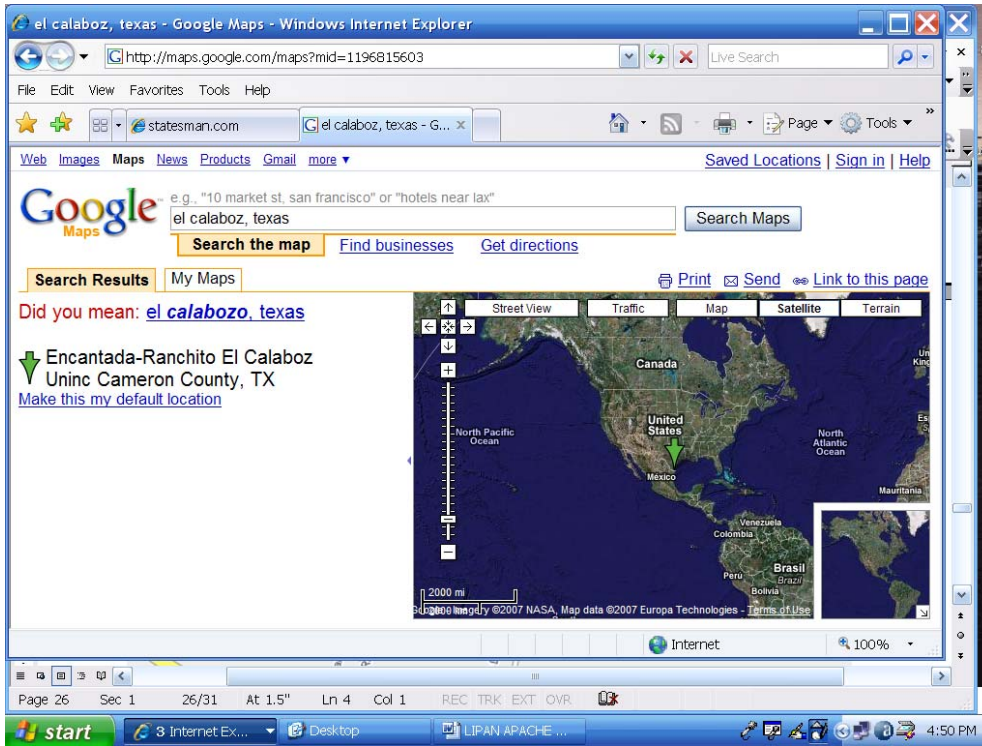 el calaboz, texas - Google Maps - Windows Internet Explorer
http://maps.google.com/maps?mid=1196815603
Live Search
File Edit View Favorites Tools Help
statesman.com
el calaboz, texas - G...
Page
Tools
Web Images Maps News Products Gmail more ▼
Saved Locations | Sign in | Help
Google
Maps
e.g., "10 market st, san francisco" or "hotels near lax"
el calaboz, texas
Search Maps
Search the map Find businesses Get directions
Search Results My Maps
Print Send Link to this page
Did you mean: el calabozo, texas
Encantada-Ranchito El Calaboz
Uninc Cameron County, TX
Make this my default location
Street View Traffic Map Satellite Terrain
Canada
United
States
North Pacific
Ocean
North
Atlantic
Ocean
México
Mauritania
Venezuela
Colombia
Perú
Brasil
Brazil
Bolivia
2000 mi
©2007 NASA, Map data ©2007 Europa Technologies - Terms of Use
Internet
100%
Page 26 Sec 1 26/31 At 1.5" Ln 4 Col 1 REC TRK EXT OVR
start
3 Internet Ex...
Desktop
LIPAN APACHE ...
4:50 PM